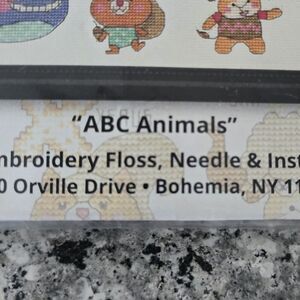 “ABC Animals”
mbroidery Floss, Needle & Inst
0 Orville Drive • Bohemia, NY 11